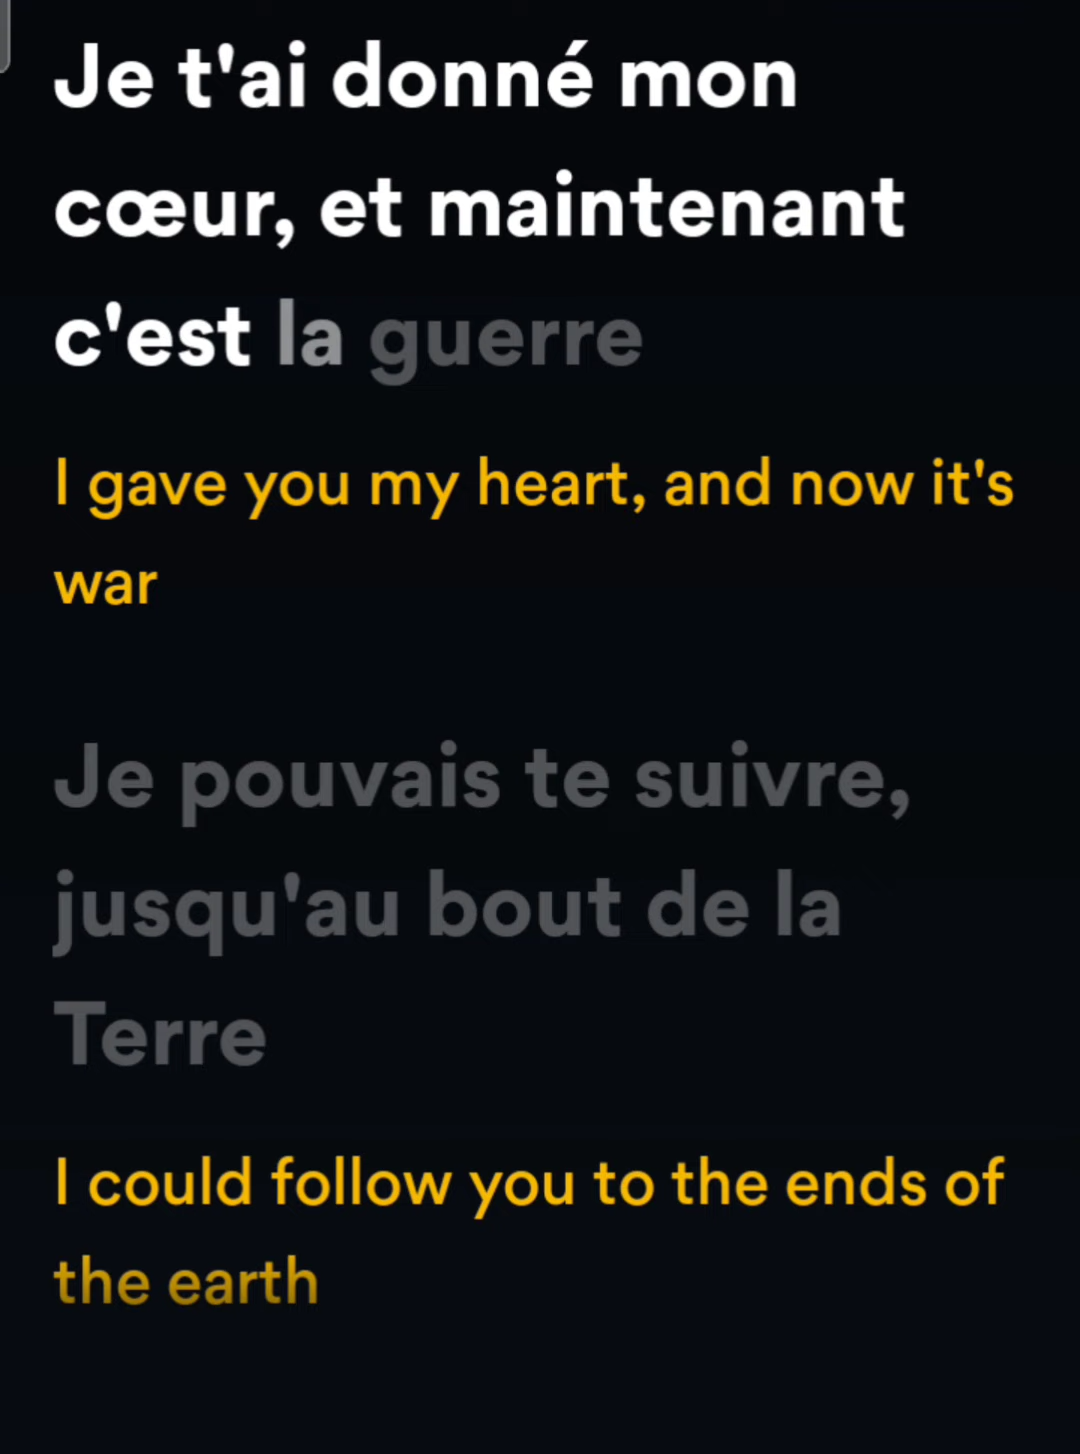 Je t'ai donné mon
cœur, et maintenant
c'est la guerre
I gave you my heart, and now it's
war
Je pouvais te suivre,
jusqu'au bout de la
Terre
I could follow you to the ends of
the earth